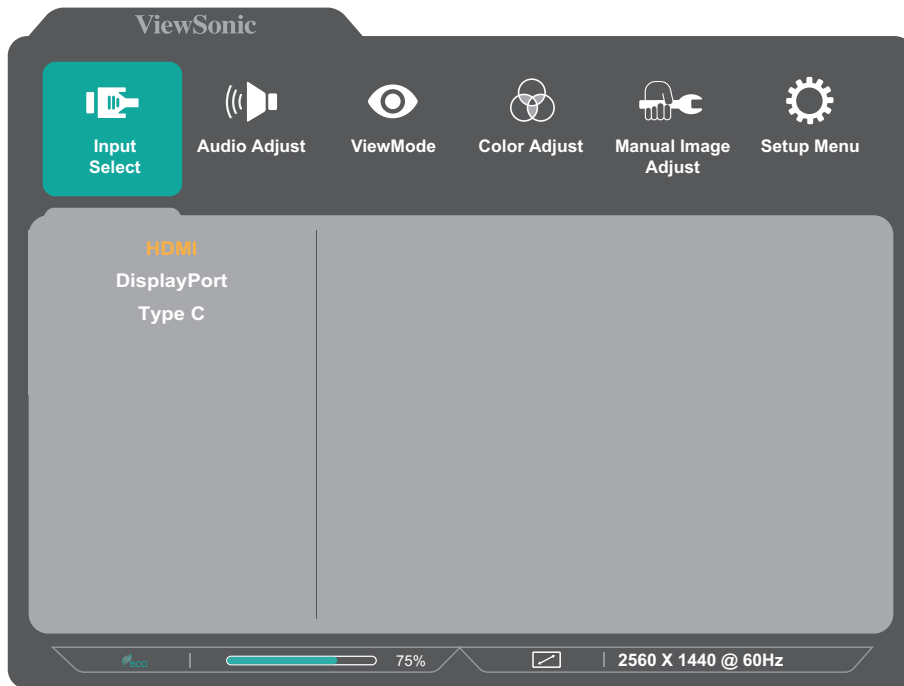 ViewSonic
Input
Select
Audio Adjust
ViewMode
Color Adjust
Manual Image
Adjust
Setup Menu
HDMI
DisplayPort
Type C
eco
75%
2560 X 1440 @ 60Hz